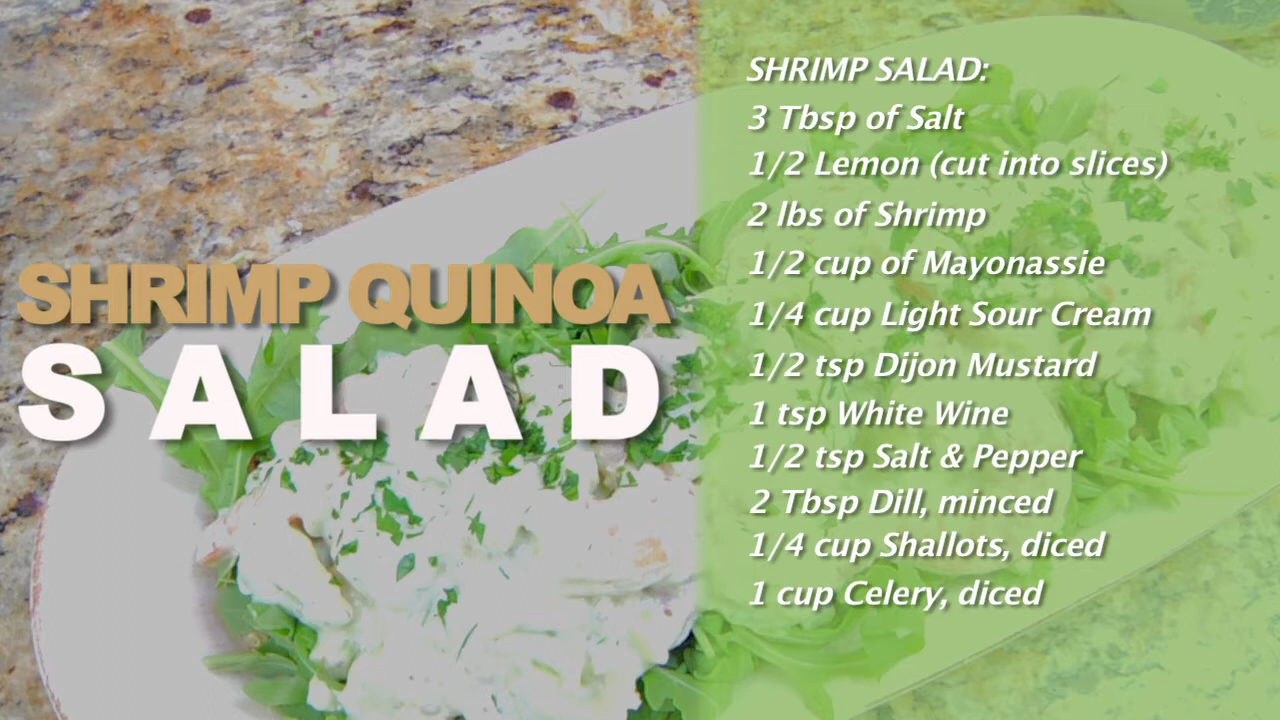 SHRIMP QUINOA
SALAD
SHRIMP SALAD:
3 Tbsp of Salt
1/2 Lemon (cut into slices)
2 lbs of Shrimp
1/2 cup of Mayonassie
1/4 cup Light Sour Cream
1/2 tsp Dijon Mustard
1 tsp White Wine
1/2 tsp Salt & Pepper
2 Tbsp Dill, minced
1/4 cup Shallots, diced
1 cup Celery, diced